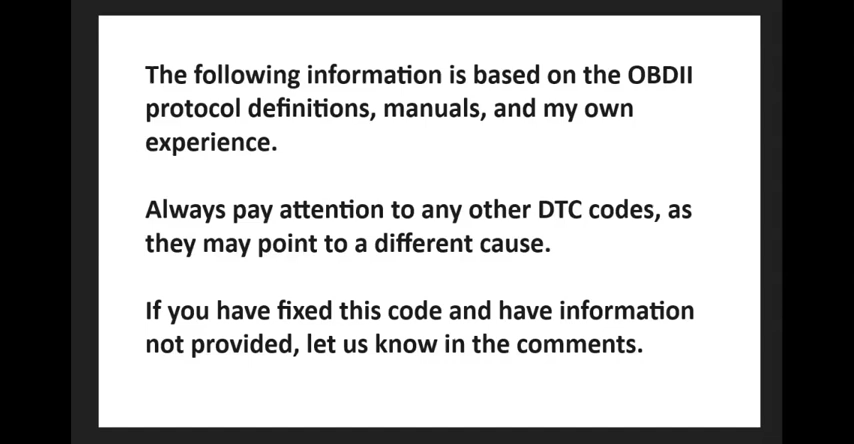 The following information is based on the OBDII
protocol definitions, manuals, and my own
experience.
Always pay attention to any other DTC codes, as
they may point to a different cause.
If you have fixed this code and have information
not provided, let us know in the comments.